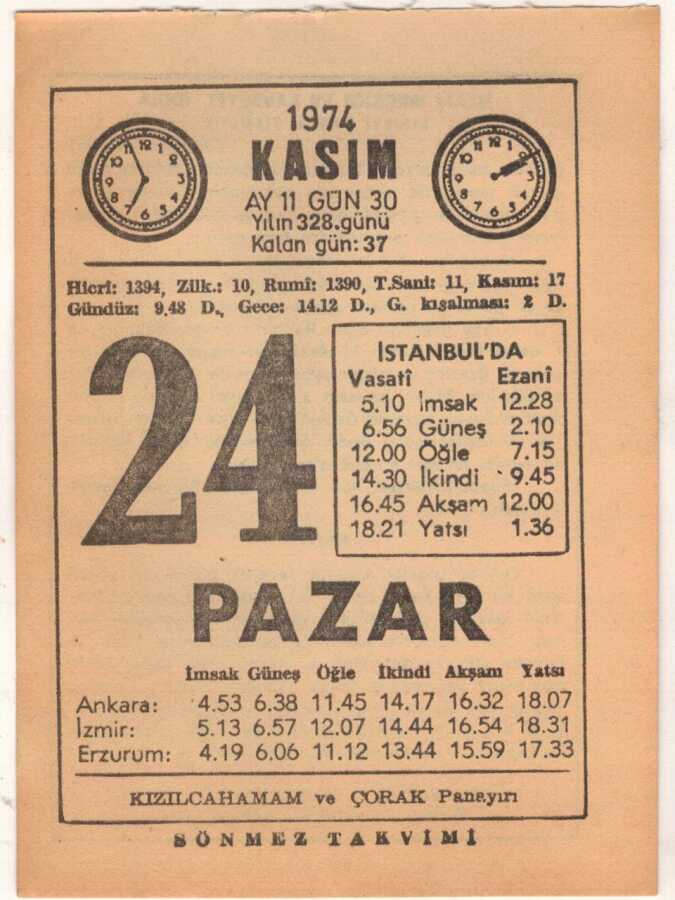 1974
KASIM
AY 11 GÜN 30
Yılın 328.günü
Kalan gün: 37
Hicrî: 1394, Zilk.: 10, Rumî: 1390, T.Sani: 11, Kasım: 17
Gündüz: 9.48 D., Gece: 14.12 D., G. kısalması: 2 D.
24
İSTANBUL'DA
Vasatî Ezanî
5.10 İmsak 12.28
6.56 Güneş 2.10
12.00 Öğle 7.15
14.30 İkindi 9.45
16.45 Akşam 12.00
18.21 Yatsı 1.36
PAZAR
İmsak Güneş Öğle İkindi Akşam Yatsı
Ankara: 4.53 6.38 11.45 14.17 16.32 18.07
İzmir: 5.13 6.57 12.07 14.44 16.54 18.31
Erzurum: 4.19 6.06 11.12 13.44 15.59 17.33
KIZILCAHAMAM ve ÇORAK Panayırı
SÖNMEZ TAKVİMİ